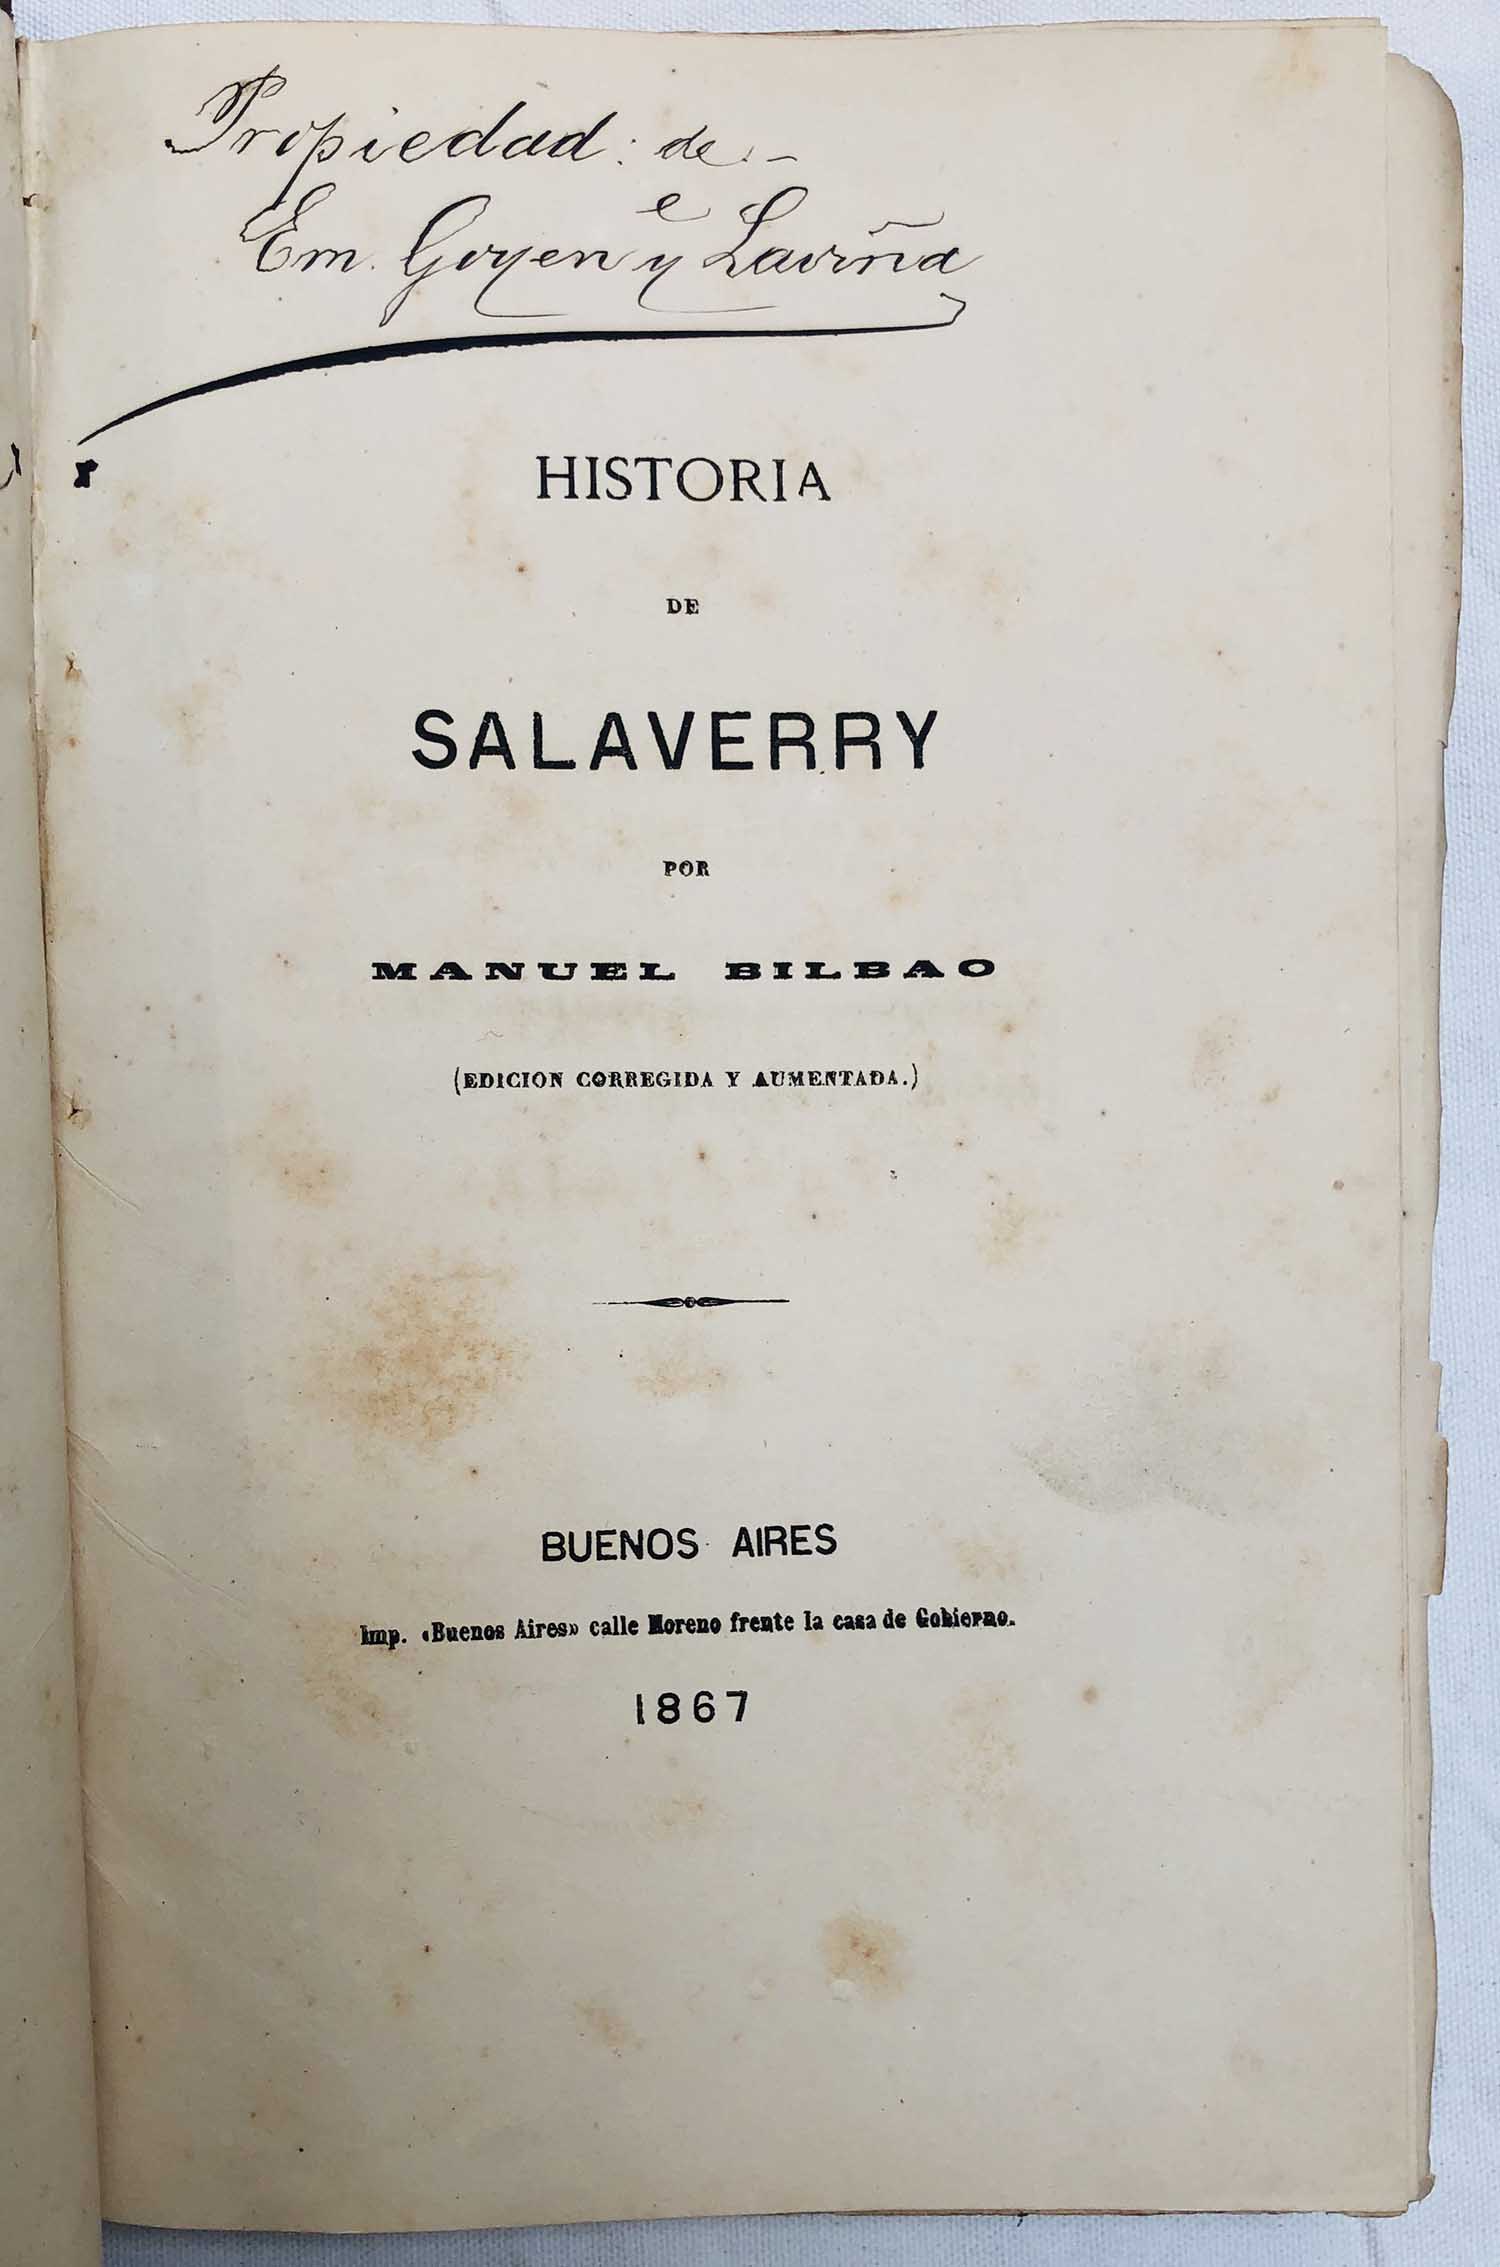 Propiedad: de.-
Em. Goyen y e Laviña
HISTORIA
DE
SALAVERRY
POR
MANUEL BILBAO
(EDICION CORREGIDA Y AUMENTADA.)
BUENOS AIRES
Imp. «Buenos Aires» calle Moreno frente la casa de Gobierno.
1867